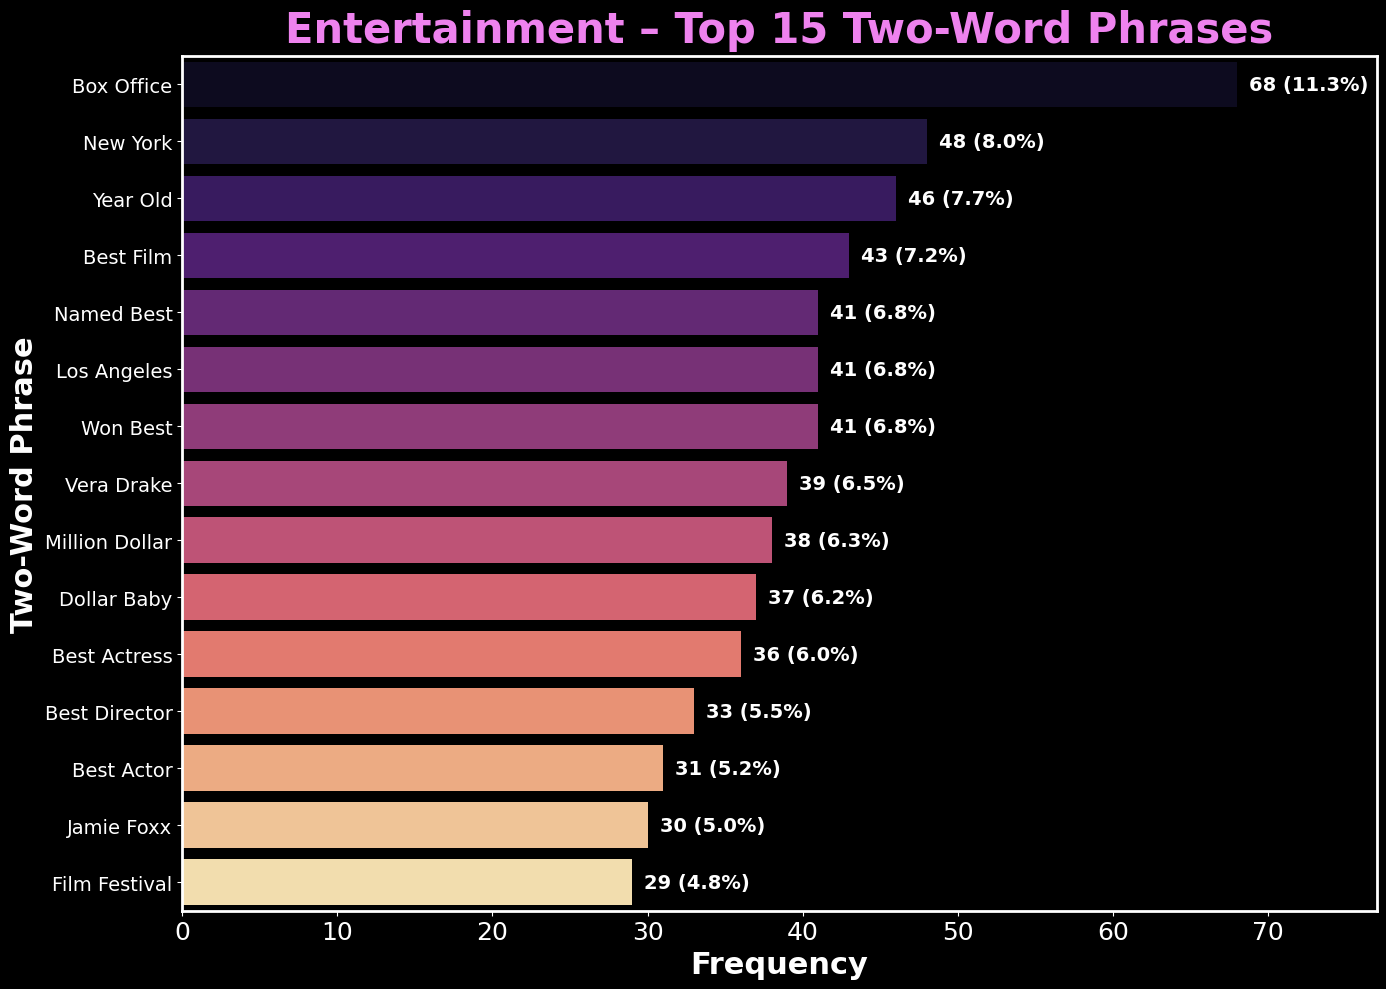 Entertainment – Top 15 Two-Word Phrases
Two-Word Phrase
Box Office 68 (11.3%)
New York 48 (8.0%)
Year Old 46 (7.7%)
Best Film 43 (7.2%)
Named Best 41 (6.8%)
Los Angeles 41 (6.8%)
Won Best 41 (6.8%)
Vera Drake 39 (6.5%)
Million Dollar 38 (6.3%)
Dollar Baby 37 (6.2%)
Best Actress 36 (6.0%)
Best Director 33 (5.5%)
Best Actor 31 (5.2%)
Jamie Foxx 30 (5.0%)
Film Festival 29 (4.8%)
0 10 20 30 40 50 60 70
Frequency